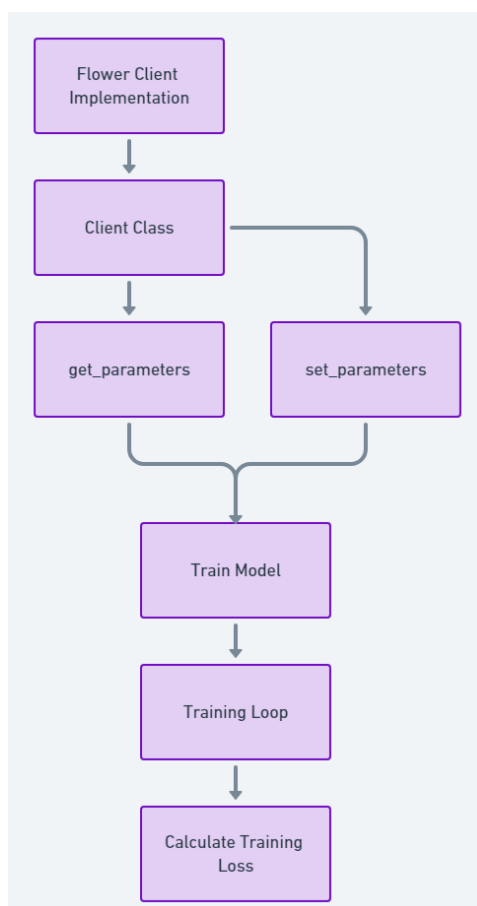 Flower Client
Implementation
Client Class
get_parameters
set_parameters
Train Model
Training Loop
Calculate Training
Loss